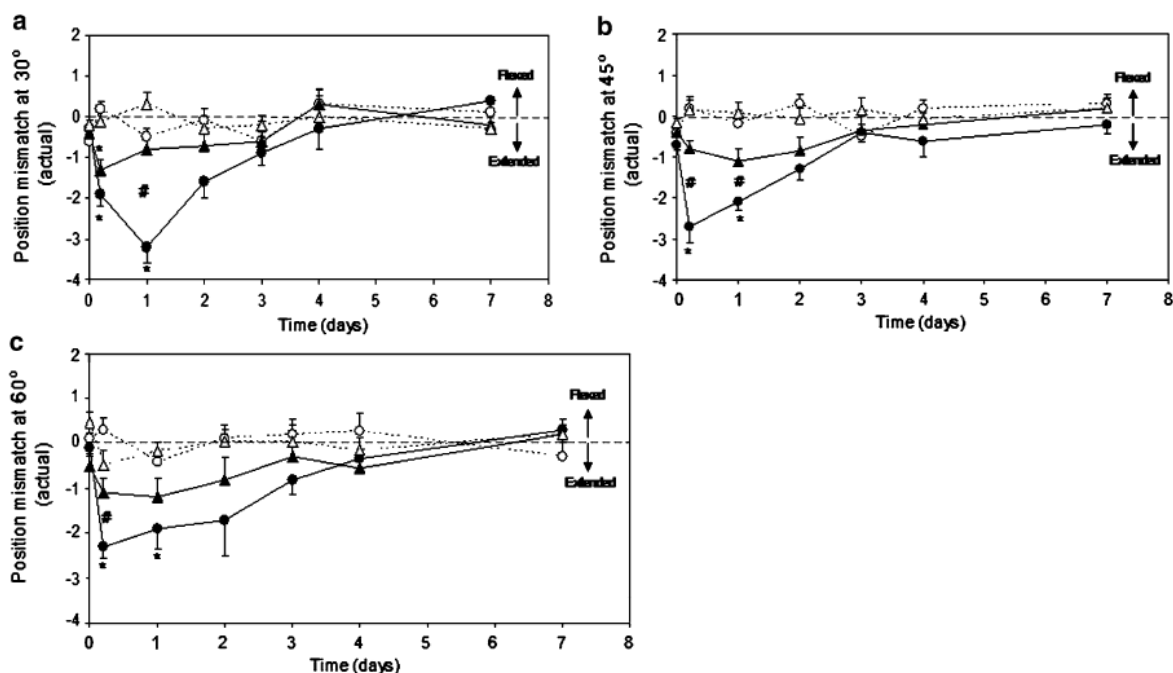 a
Position mismatch at 30°
(actual)
2
1
0
-1
-2
-3
-4
*
*
#
*
Flexed
Extended
0 1 2 3 4 5 6 7 8
Time (days)
b
Position mismatch at 45°
(actual)
2
1
0
-1
-2
-3
-4
# #
*
*
Flexed
Extended
0 1 2 3 4 5 6 7 8
Time (days)
c
Position mismatch at 60°
(actual)
2
1
0
-1
-2
-3
-4
#
* *
Flexed
Extended
0 1 2 3 4 5 6 7 8
Time (days)